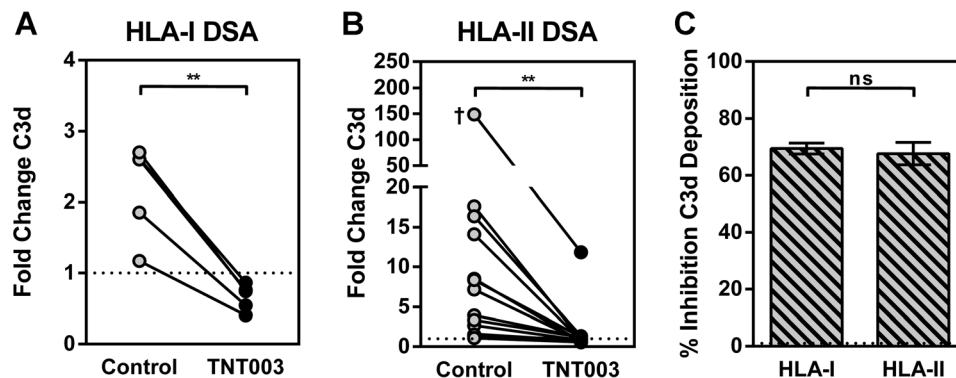 A
HLA-I DSA
Fold Change C3d
4
3
2
1
0
**
Control TNT003
B
HLA-II DSA
Fold Change C3d
250
200
150
100
50
20
15
10
5
0
†
**
Control TNT003
C
% Inhibition C3d Deposition
100
80
60
40
20
0
ns
HLA-I HLA-II